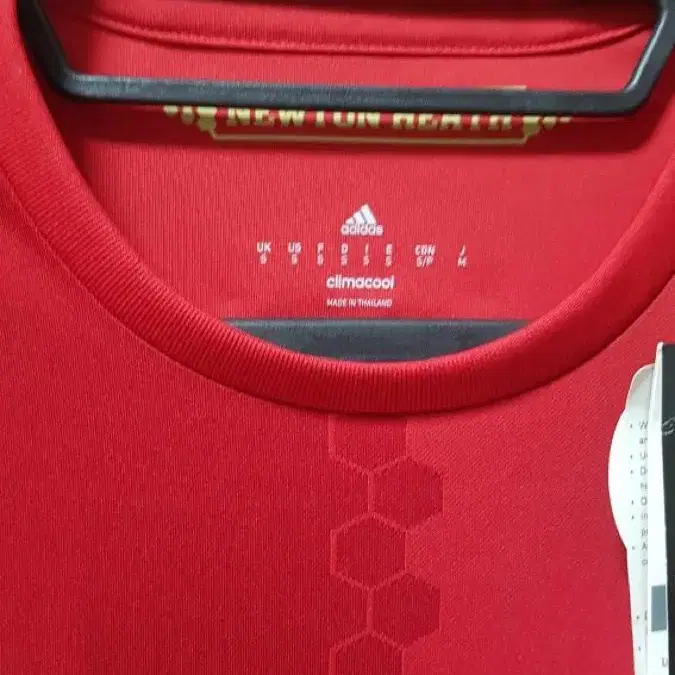 NEWTON HEATH
adidas
UK US F D I E CDN J
S S S S S S S/P M
climacool
MADE IN THAILAND